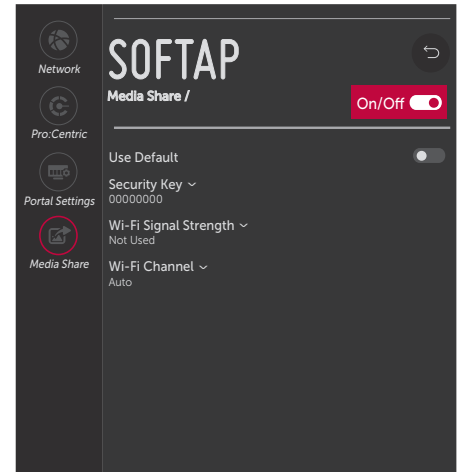 Network
Pro:Centric
Portal Settings
Media Share
SOFTAP
Media Share /
On/Off
Use Default
Security Key
00000000
Wi-Fi Signal Strength
Not Used
Wi-Fi Channel
Auto